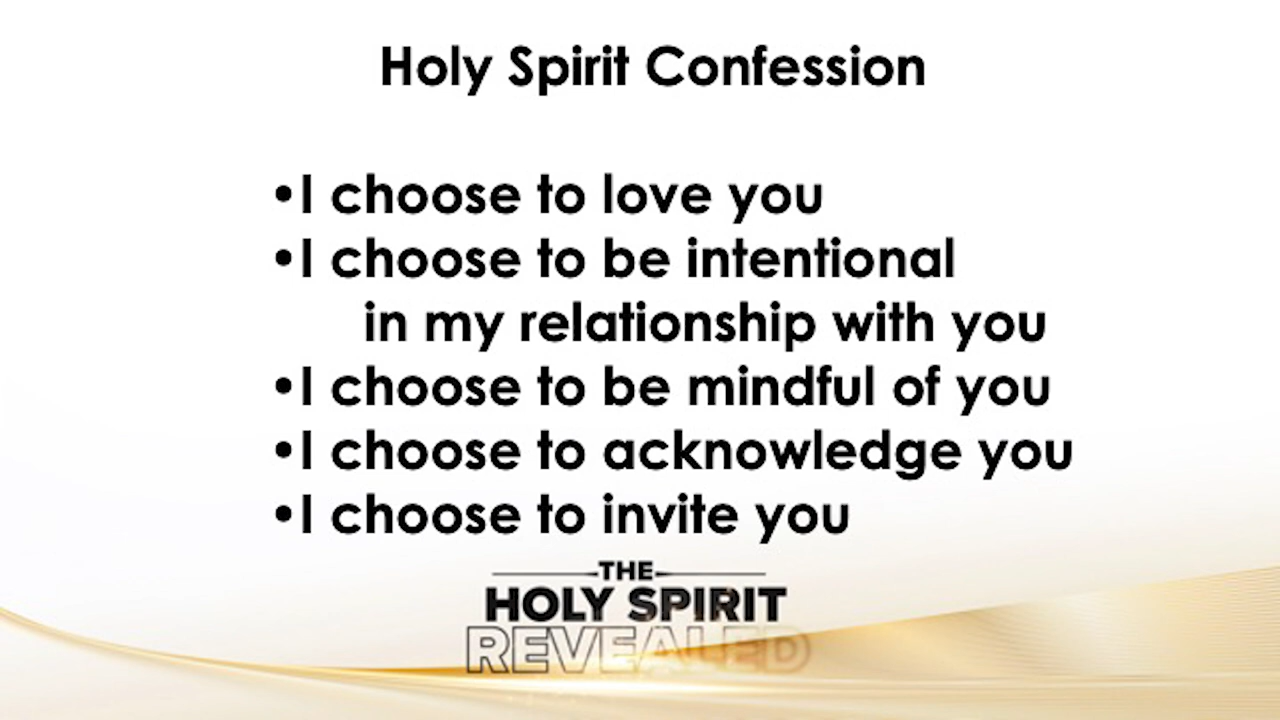 Holy Spirit Confession
•I choose to love you
•I choose to be intentional
in my relationship with you
•I choose to be mindful of you
•I choose to acknowledge you
•I choose to invite you
THE
HOLY SPIRIT
REVEALED